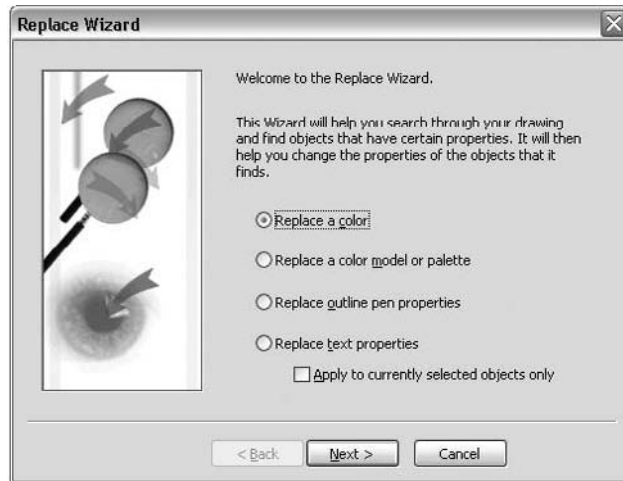 Replace Wizard
Welcome to the Replace Wizard.
This Wizard will help you search through your drawing
and find objects that have certain properties. It will then
help you change the properties of the objects that it
finds.
Replace a color
Replace a color model or palette
Replace outline pen properties
Replace text properties
Apply to currently selected objects only
< Back
Next >
Cancel